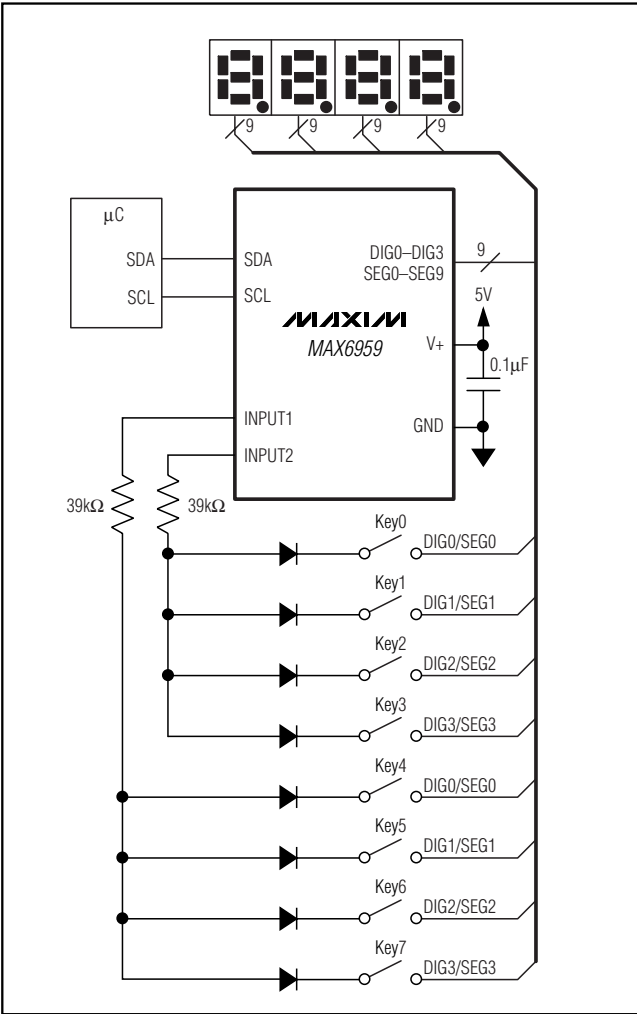 9 9 9 9
µC
SDA
SCL
SDA
SCL
DIG0–DIG3
SEG0–SEG9
9
5V
MAXIM
MAX6959
V+
0.1µF
GND
INPUT1
INPUT2
39kΩ
39kΩ
Key0
DIG0/SEG0
Key1
DIG1/SEG1
Key2
DIG2/SEG2
Key3
DIG3/SEG3
Key4
DIG0/SEG0
Key5
DIG1/SEG1
Key6
DIG2/SEG2
Key7
DIG3/SEG3